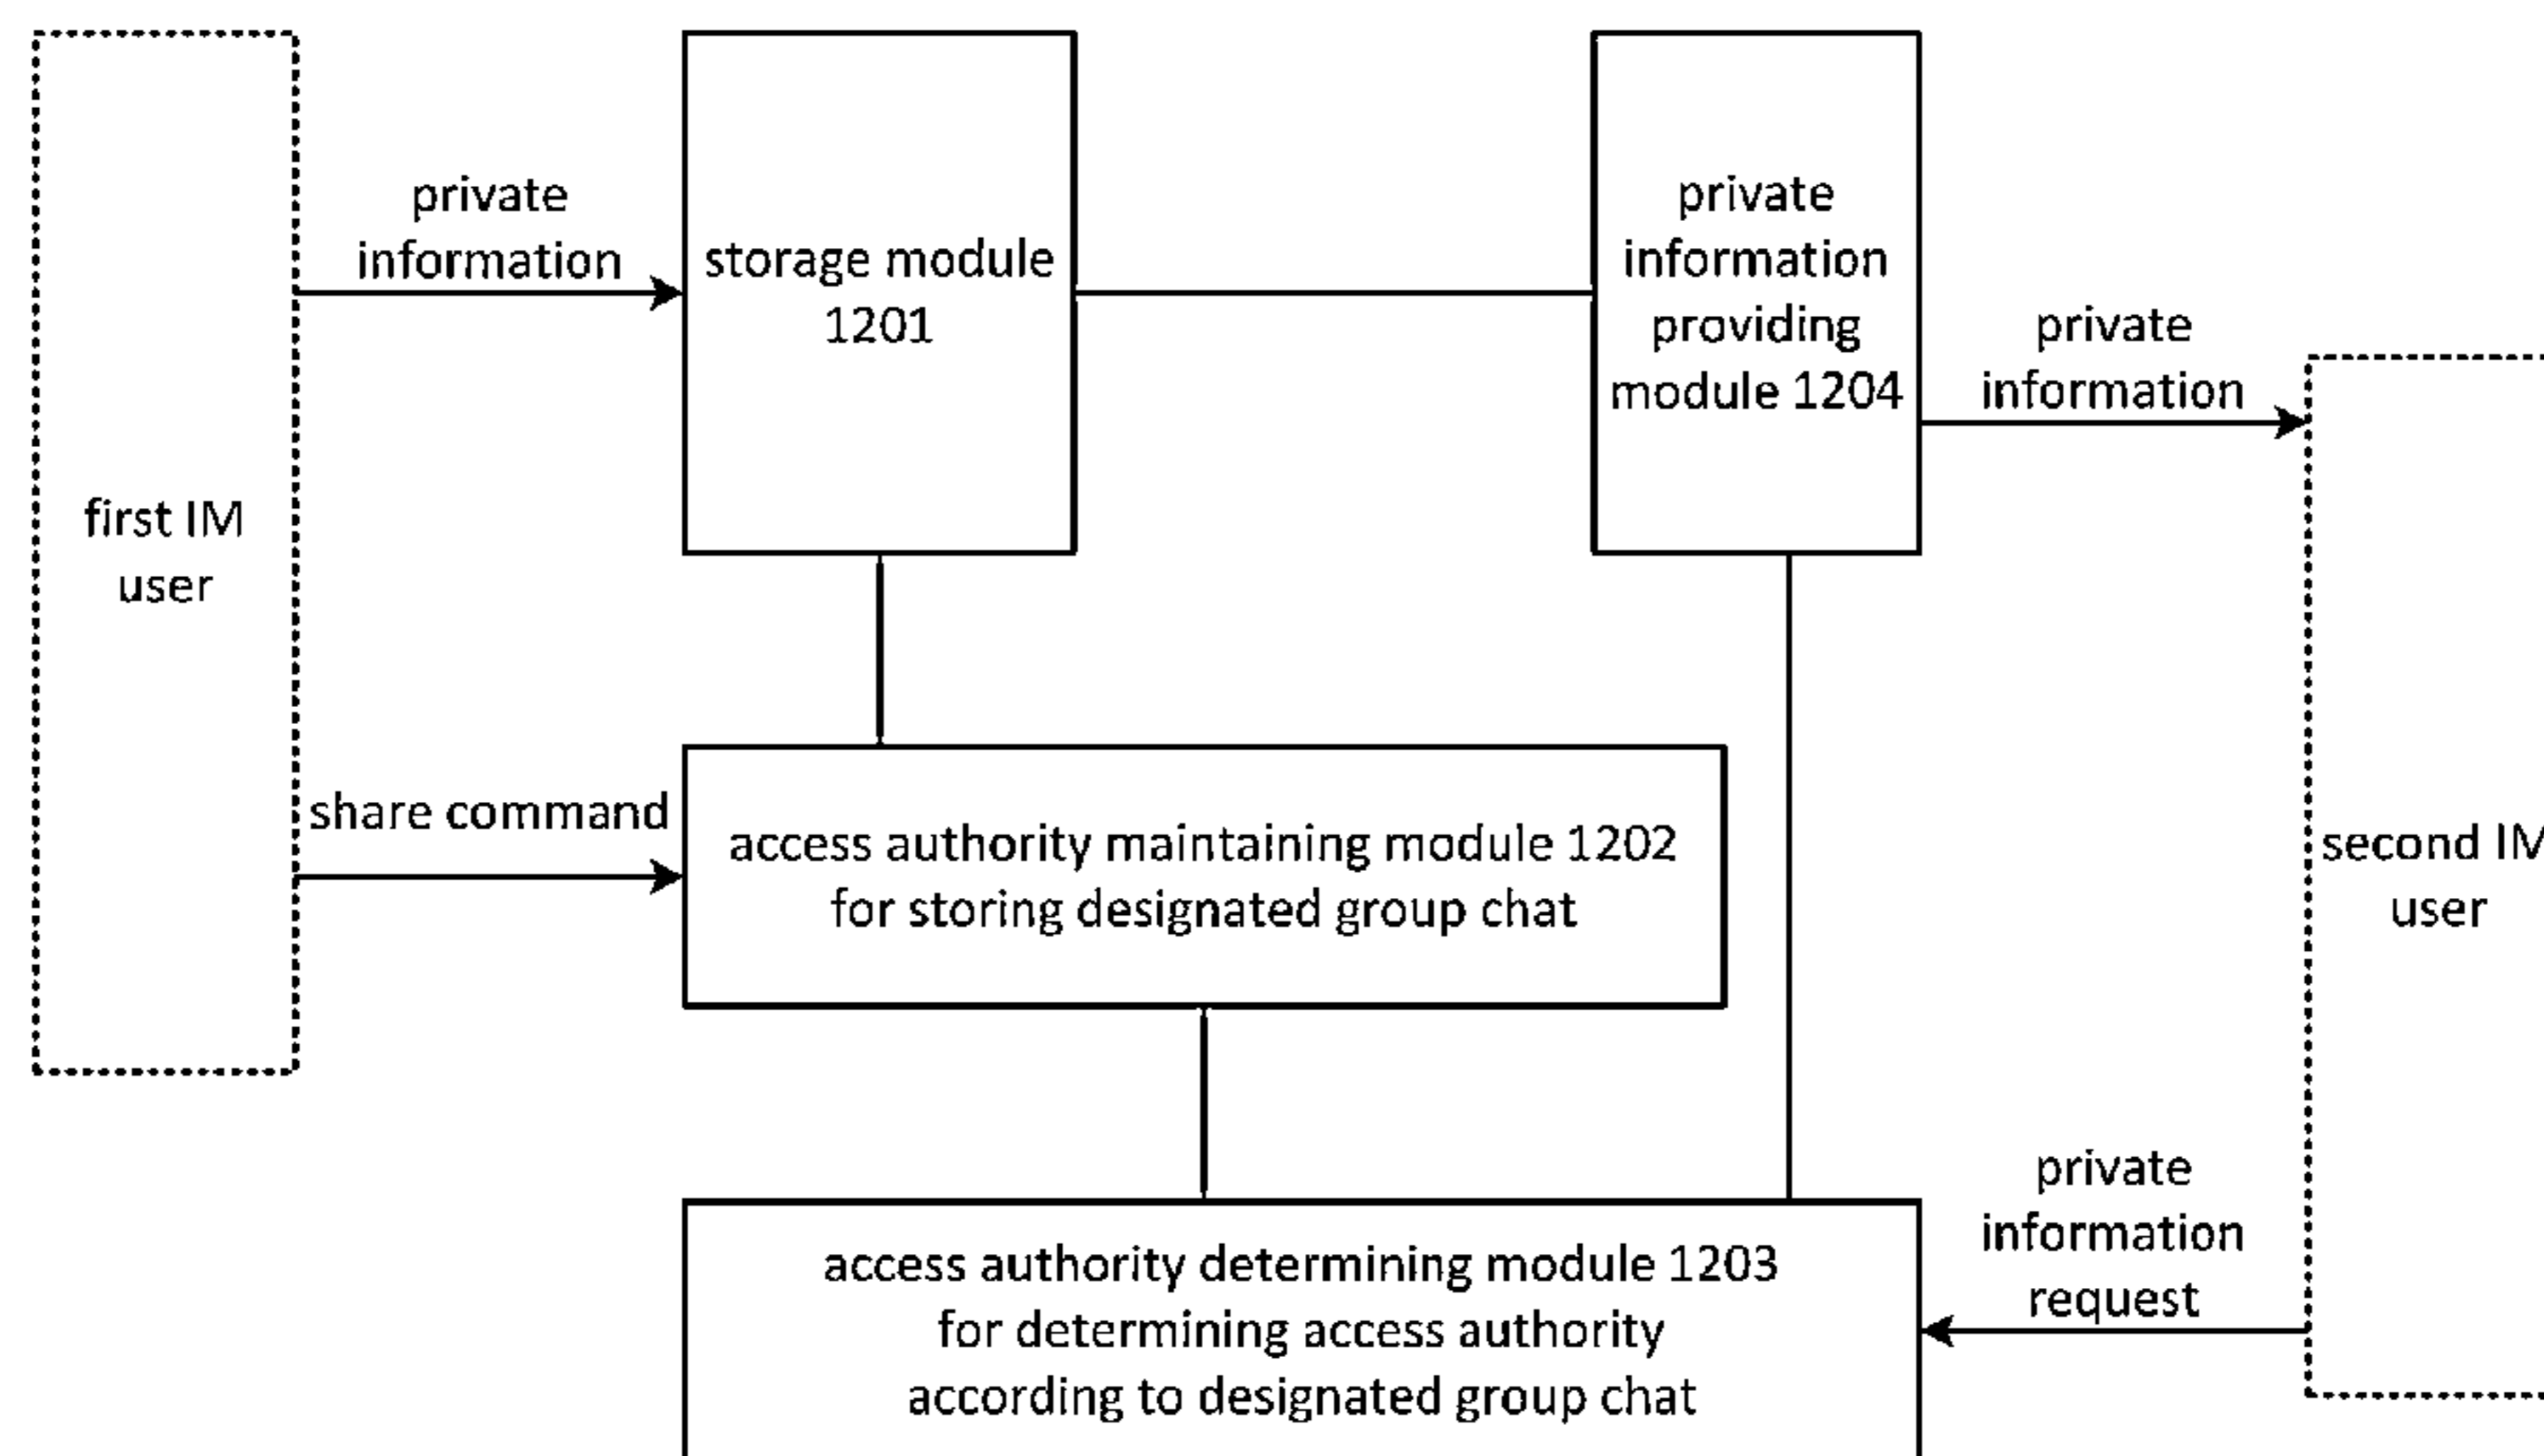 first IM
user
private
information
storage module
1201
private
information
providing
module 1204
private
information
share command
access authority maintaining module 1202
for storing designated group chat
second IM
user
private
information
request
access authority determining module 1203
for determining access authority
according to designated group chat